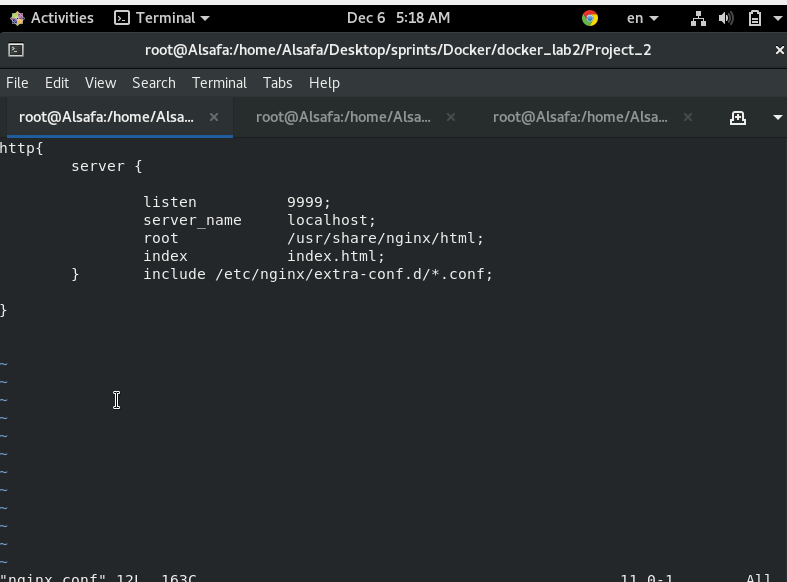 Activities Terminal Dec 6 5:18 AM en
root@Alsafa:/home/Alsafa/Desktop/sprints/Docker/docker_lab2/Project_2
File Edit View Search Terminal Tabs Help
root@Alsafa:/home/Alsa... root@Alsafa:/home/Alsa... root@Alsafa:/home/Alsa...
http{
server {
listen 9999;
server_name localhost;
root /usr/share/nginx/html;
index index.html;
} include /etc/nginx/extra-conf.d/*.conf;
}
~
~
~
~
~
~
~
~
~
~
~
~
"nginx.conf" 12L, 163C 11,0-1 All